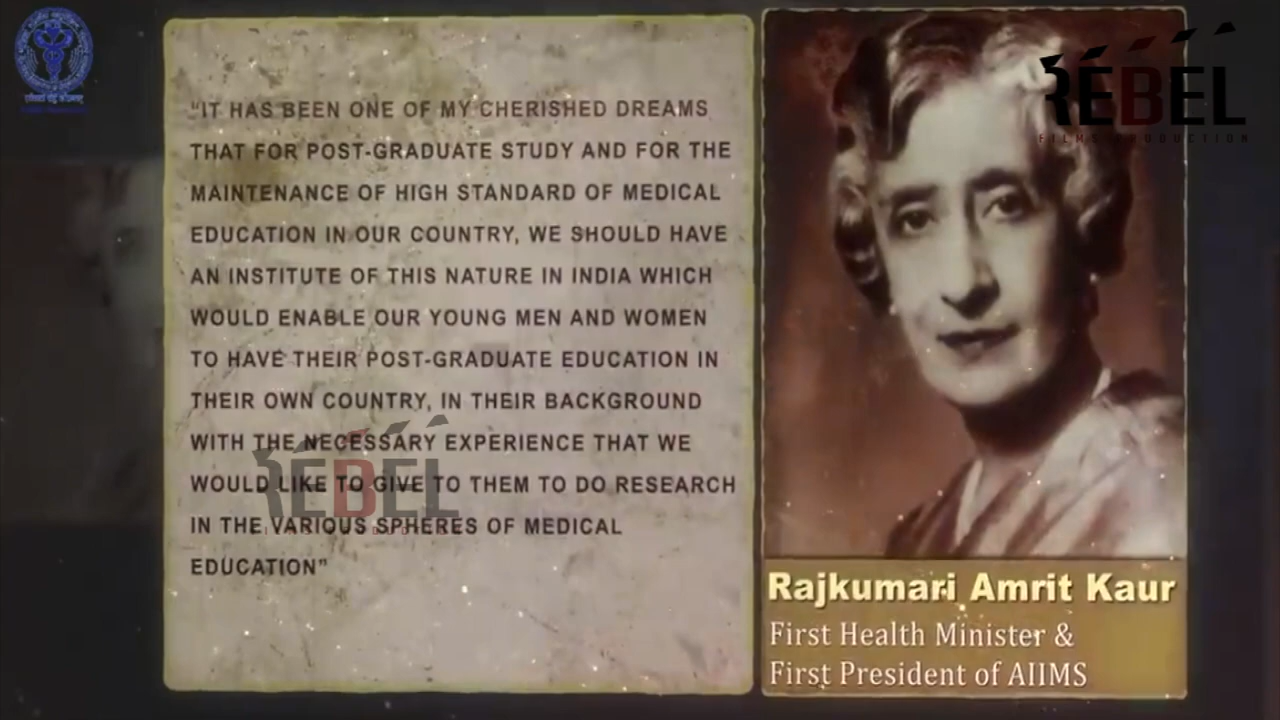 “IT HAS BEEN ONE OF MY CHERISHED DREAMS
THAT FOR POST-GRADUATE STUDY AND FOR THE
MAINTENANCE OF HIGH STANDARD OF MEDICAL
EDUCATION IN OUR COUNTRY, WE SHOULD HAVE
AN INSTITUTE OF THIS NATURE IN INDIA WHICH
WOULD ENABLE OUR YOUNG MEN AND WOMEN
TO HAVE THEIR POST-GRADUATE EDUCATION IN
THEIR OWN COUNTRY, IN THEIR BACKGROUND
WITH THE NECESSARY EXPERIENCE THAT WE
WOULD LIKE TO GIVE TO THEM TO DO RESEARCH
IN THE VARIOUS SPHERES OF MEDICAL
EDUCATION”
REBEL
REBEL
FILMS PRODUCTION
Rajkumari Amrit Kaur
First Health Minister &
First President of AIIMS